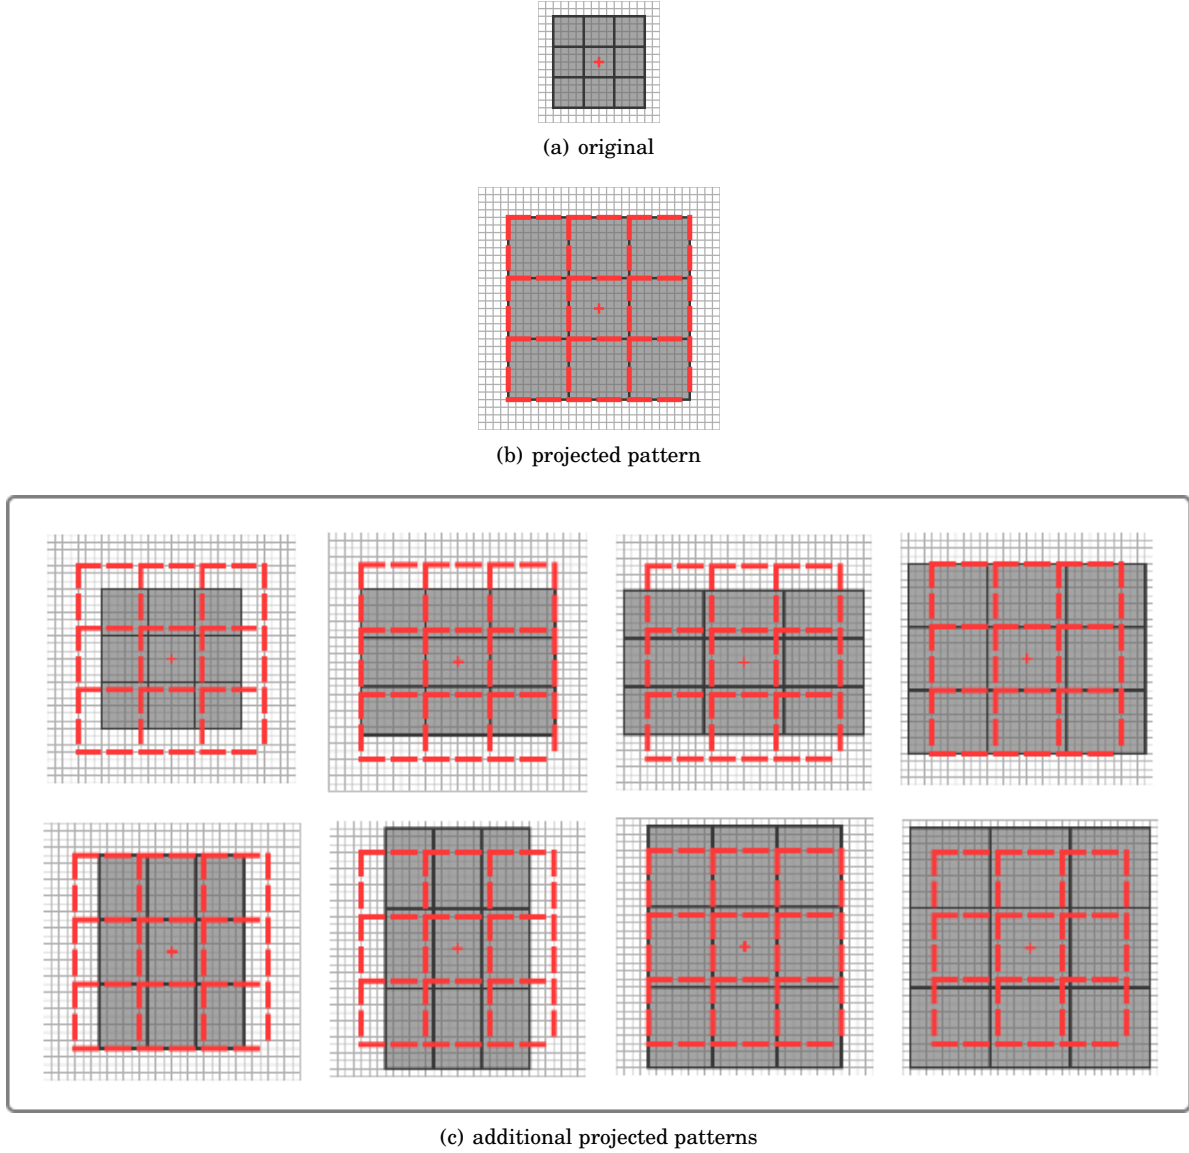 (a) original
(b) projected pattern
(c) additional projected patterns